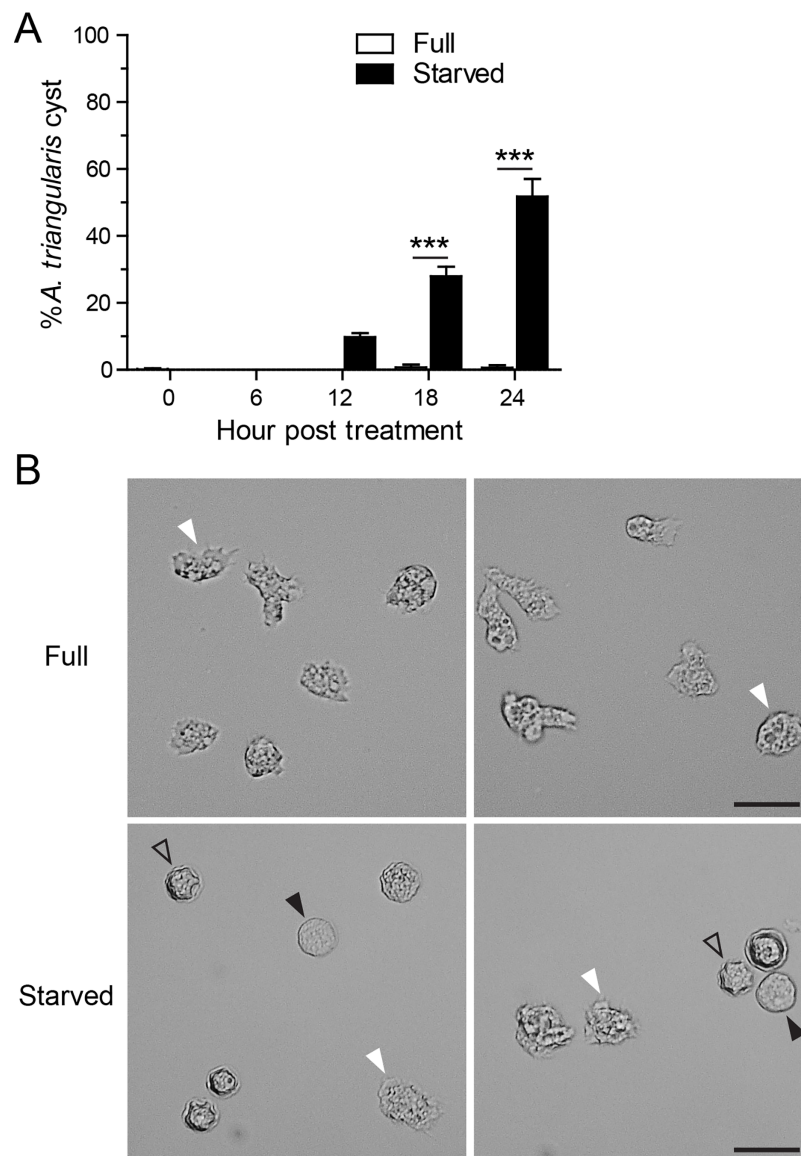 A
100
80
60
40
20
0
%A. triangularis cyst
Full
Starved
***
***
0 6 12 18 24
Hour post treatment
B
Full
Starved